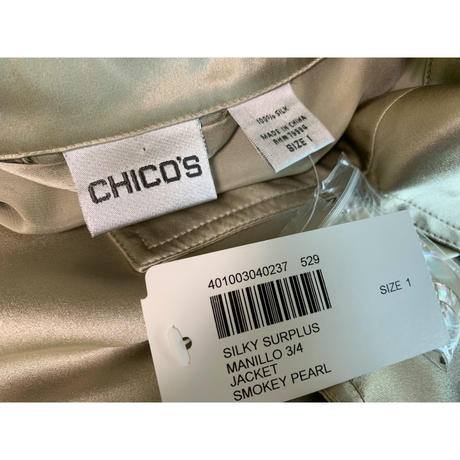 CHICO'S
100% SILK
MADE IN CHINA
SIZE 1
401003040237 529
SIZE 1
SILKY SURPLUS
MANILLO 3/4
JACKET
SMOKEY PEARL